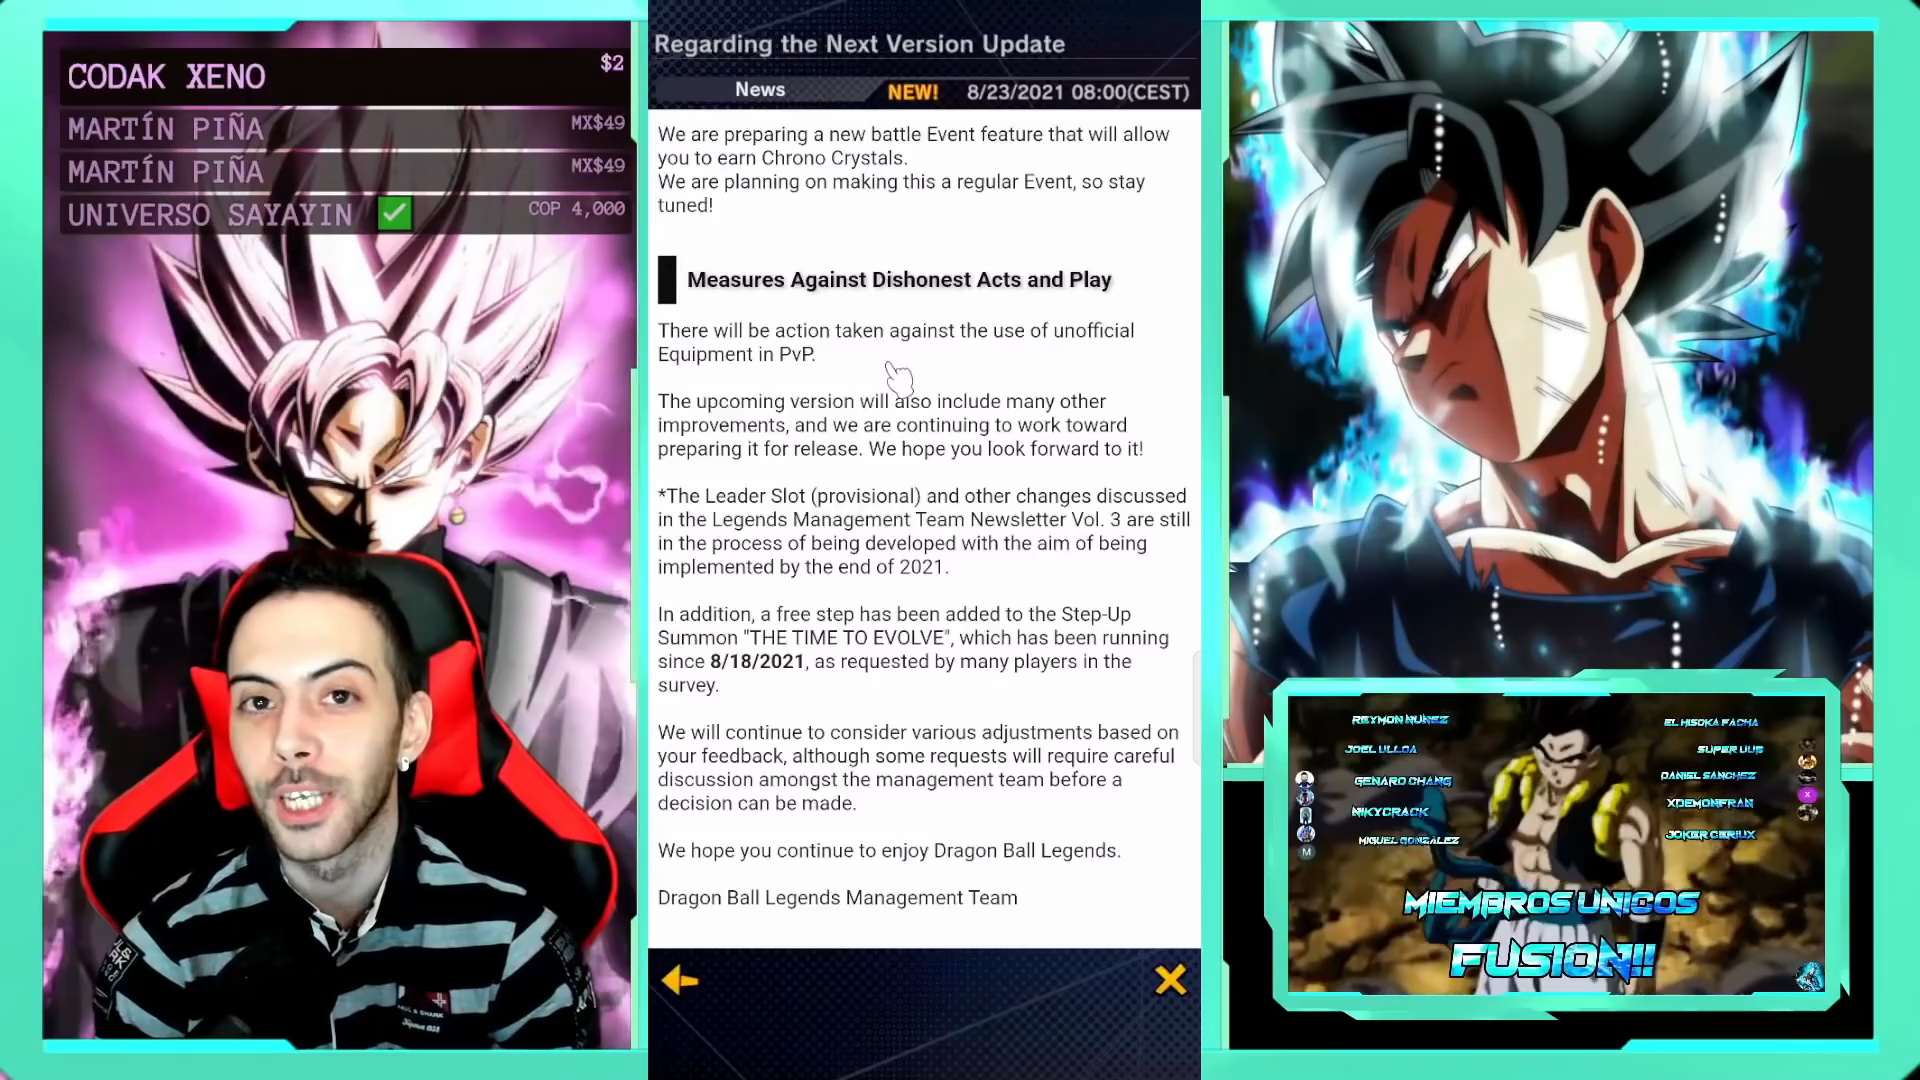 CODAK XENO
$2
MARTÍN PIÑA
MX$49
MARTÍN PIÑA
MX$49
UNIVERSO SAYAYIN
COP 4,000
Regarding the Next Version Update
News
NEW!
8/23/2021 08:00(CEST)
We are preparing a new battle Event feature that will allow
you to earn Chrono Crystals.
We are planning on making this a regular Event, so stay
tuned!
Measures Against Dishonest Acts and Play
There will be action taken against the use of unofficial
Equipment in PvP.
The upcoming version will also include many other
improvements, and we are continuing to work toward
preparing it for release. We hope you look forward to it!
*The Leader Slot (provisional) and other changes discussed
in the Legends Management Team Newsletter Vol. 3 are still
in the process of being developed with the aim of being
implemented by the end of 2021.
In addition, a free step has been added to the Step-Up
Summon "THE TIME TO EVOLVE", which has been running
since 8/18/2021, as requested by many players in the
survey.
We will continue to consider various adjustments based on
your feedback, although some requests will require careful
discussion amongst the management team before a
decision can be made.
We hope you continue to enjoy Dragon Ball Legends.
Dragon Ball Legends Management Team
REYMON NUÑEZ
JOEL ULLOA
GENARO CHANG
NIKYCRACK
MIGUEL GONZALEZ
M
EL HISOKA FACHA
SUPER UUB
DANIEL SANCHEZ
XDEMONFRAN
X
JOKER CERIUX
MIEMBROS UNICOS
FUSION!!